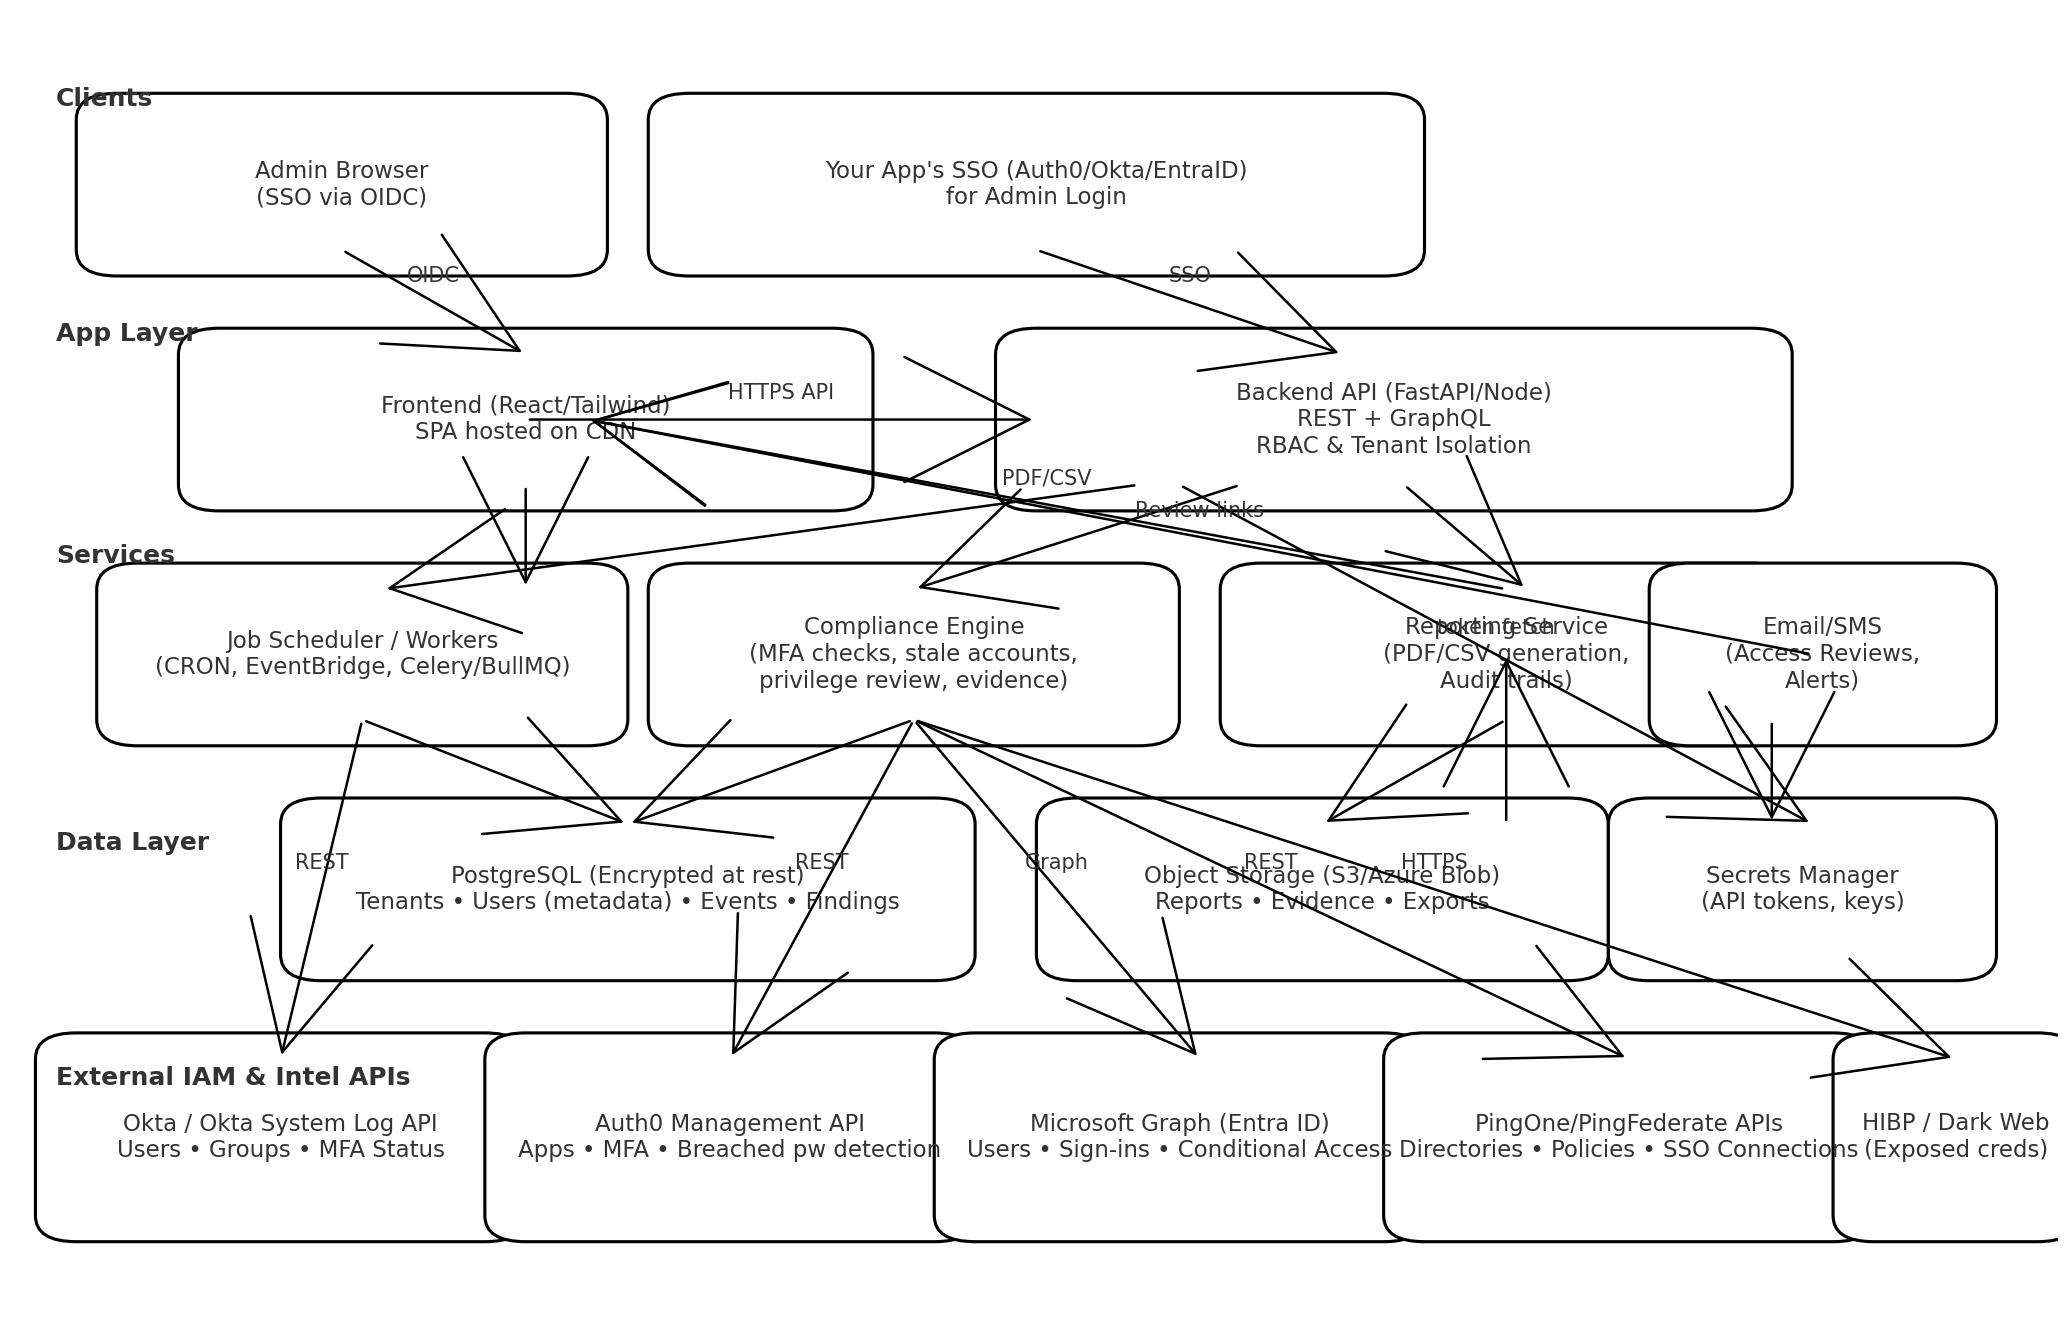 Clients
Admin Browser
(SSO via OIDC)
Your App's SSO (Auth0/Okta/EntraID)
for Admin Login
OIDC
SSO
App Layer
Frontend (React/Tailwind)
SPA hosted on CDN
HTTPS API
Backend API (FastAPI/Node)
REST + GraphQL
RBAC & Tenant Isolation
PDF/CSV
Review links
Services
Job Scheduler / Workers
(CRON, EventBridge, Celery/BullMQ)
Compliance Engine
(MFA checks, stale accounts,
privilege review, evidence)
Reporting Service
(PDF/CSV generation,
Audit trails)
token fetch
Email/SMS
(Access Reviews,
Alerts)
Data Layer
REST
PostgreSQL (Encrypted at rest)
Tenants • Users (metadata) • Events • Findings
REST
Graph
Object Storage (S3/Azure Blob)
Reports • Evidence • Exports
REST
HTTPS
Secrets Manager
(API tokens, keys)
External IAM & Intel APIs
Okta / Okta System Log API
Users • Groups • MFA Status
Auth0 Management API
Apps • MFA • Breached pw detection
Microsoft Graph (Entra ID)
Users • Sign-ins • Conditional Access
PingOne/PingFederate APIs
Directories • Policies • SSO Connections
HIBP / Dark Web
(Exposed creds)